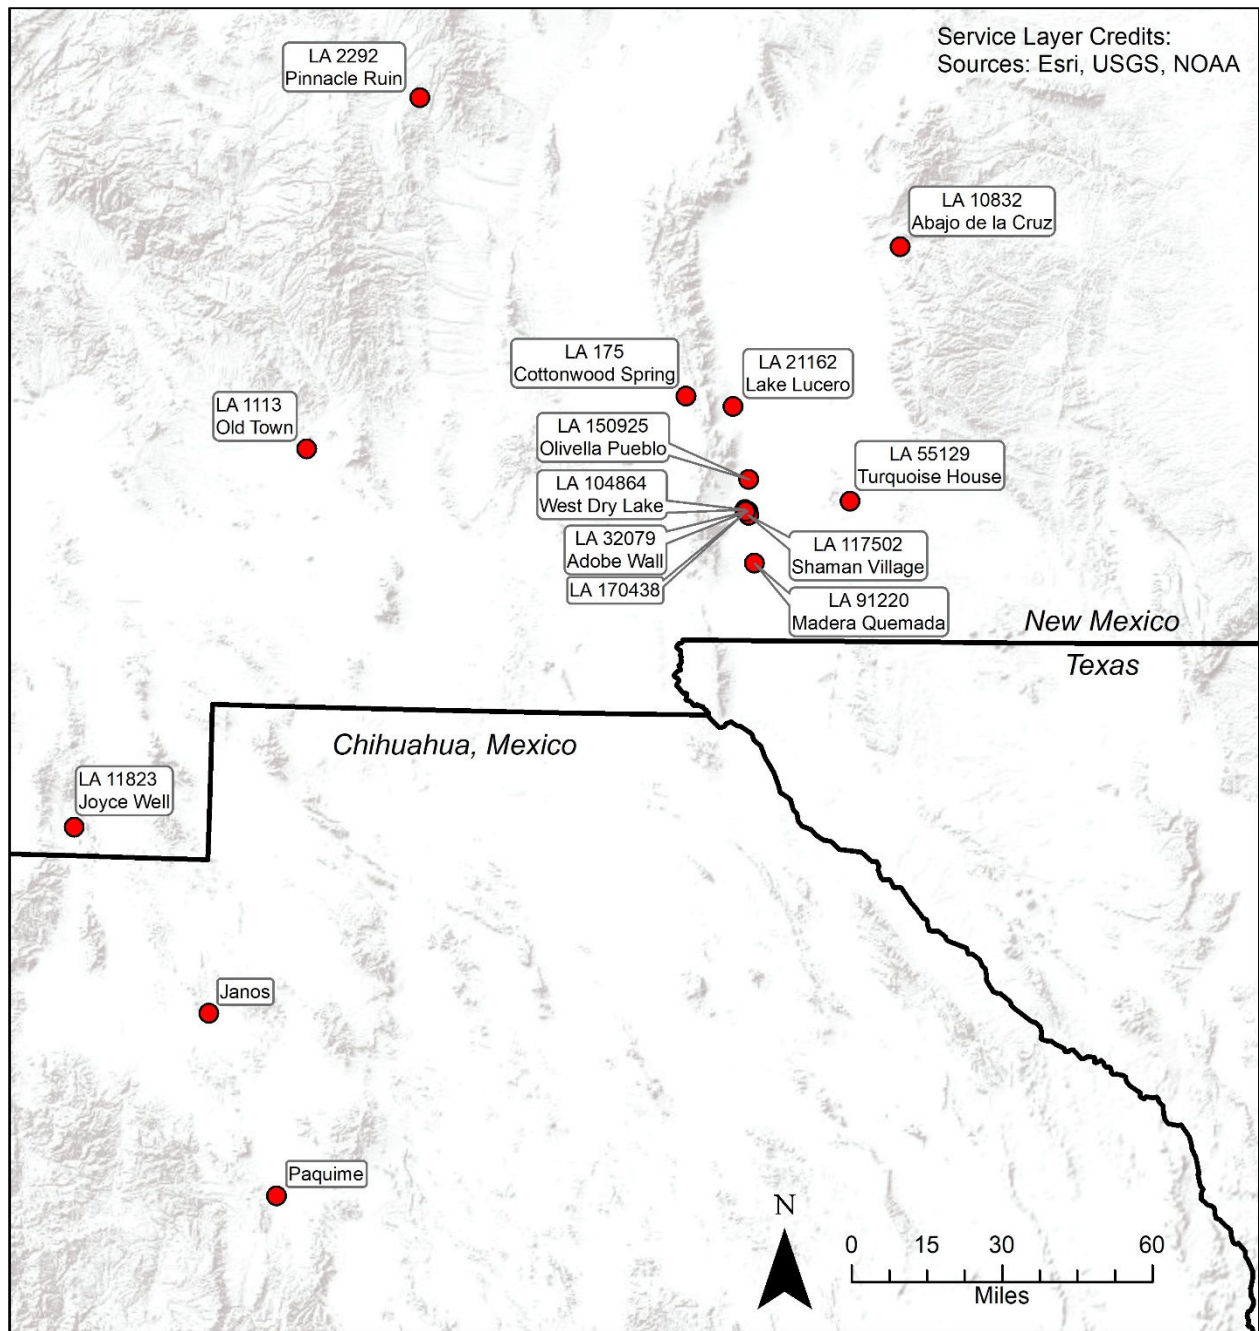 Service Layer Credits:
Sources: Esri, USGS, NOAA
LA 2292
Pinnacle Ruin
LA 10832
Abajo de la Cruz
LA 175
Cottonwood Spring
LA 21162
Lake Lucero
LA 1113
Old Town
LA 150925
Olivella Pueblo
LA 55129
Turquoise House
LA 104864
West Dry Lake
LA 32079
Adobe Wall
LA 117502
Shaman Village
LA 170438
LA 91220
Madera Quemada
New Mexico
Texas
Chihuahua, Mexico
LA 11823
Joyce Well
Janos
Paquime
N
0 15 30 60
Miles